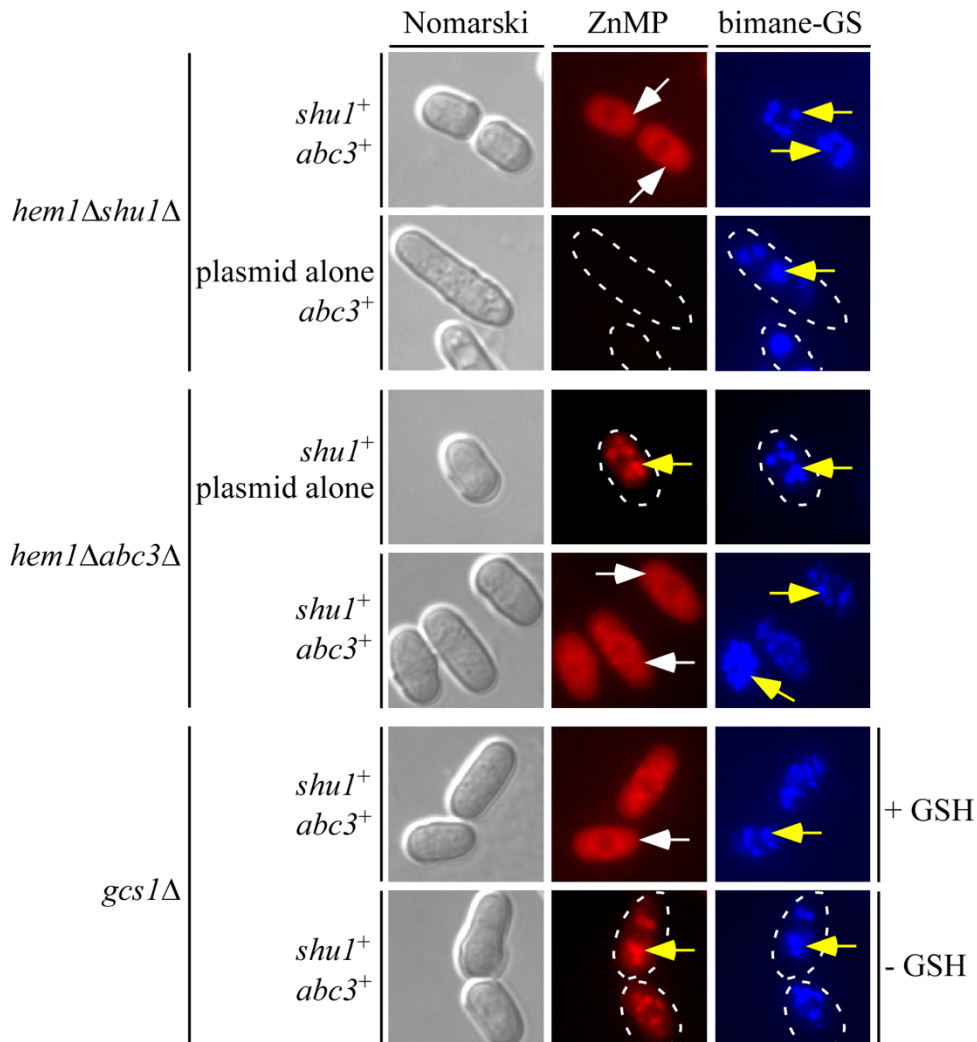 Nomarski ZnMP bimane-GS
hem1Δshu1Δ
shu1+
abc3+
plasmid alone
abc3+
hem1Δabc3Δ
shu1+
plasmid alone
shu1+
abc3+
gcs1Δ
shu1+
abc3+
+ GSH
shu1+
abc3+
- GSH